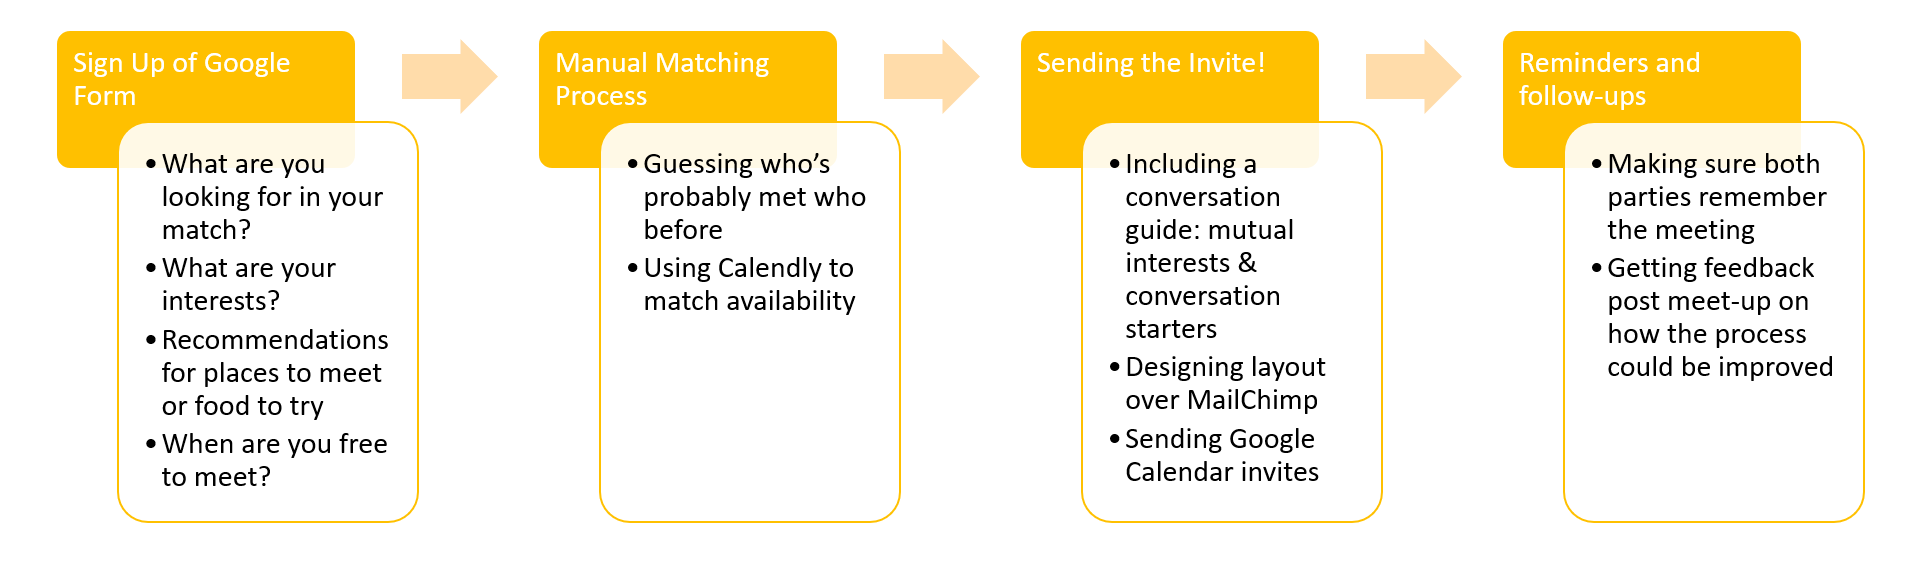 Sign Up of Google
Form
•What are you
looking for in your
match?
•What are your
interests?
•Recommendations
for places to meet
or food to try
•When are you free
to meet?
Manual Matching
Process
•Guessing who’s
probably met who
before
•Using Calendly to
match availability
Sending the Invite!
•Including a
conversation
guide: mutual
interests &
conversation
starters
•Designing layout
over MailChimp
•Sending Google
Calendar invites
Reminders and
follow-ups
•Making sure both
parties remember
the meeting
•Getting feedback
post meet-up on
how the process
could be improved